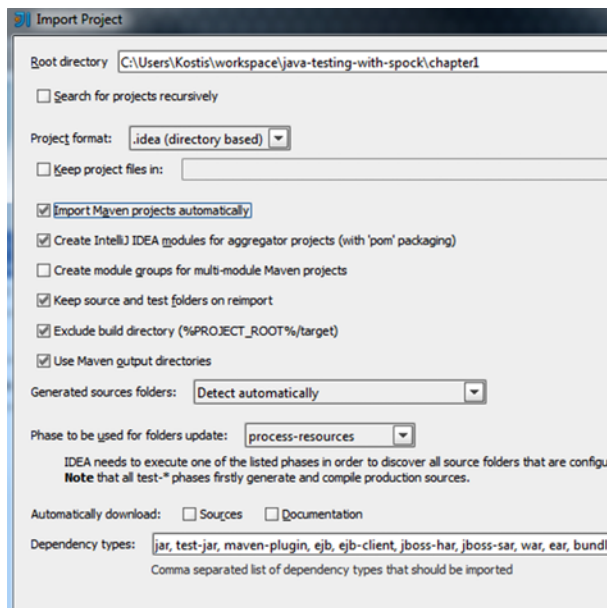 Import Project
Root directory C:\Users\Kostis\workspace\java-testing-with-spock\chapter1
Search for projects recursively
Project format: .idea (directory based)
Keep project files in:
Import Maven projects automatically
Create IntelliJ IDEA modules for aggregator projects (with 'pom' packaging)
Create module groups for multi-module Maven projects
Keep source and test folders on reimport
Exclude build directory (%PROJECT_ROOT%/target)
Use Maven output directories
Generated sources folders: Detect automatically
Phase to be used for folders update: process-resources
IDEA needs to execute one of the listed phases in order to discover all source folders that are configu
Note that all test-* phases firstly generate and compile production sources.
Automatically download: Sources Documentation
Dependency types: jar, test-jar, maven-plugin, ejb, ejb-client, jboss-har, jboss-sar, war, ear, bundl
Comma separated list of dependency types that should be imported